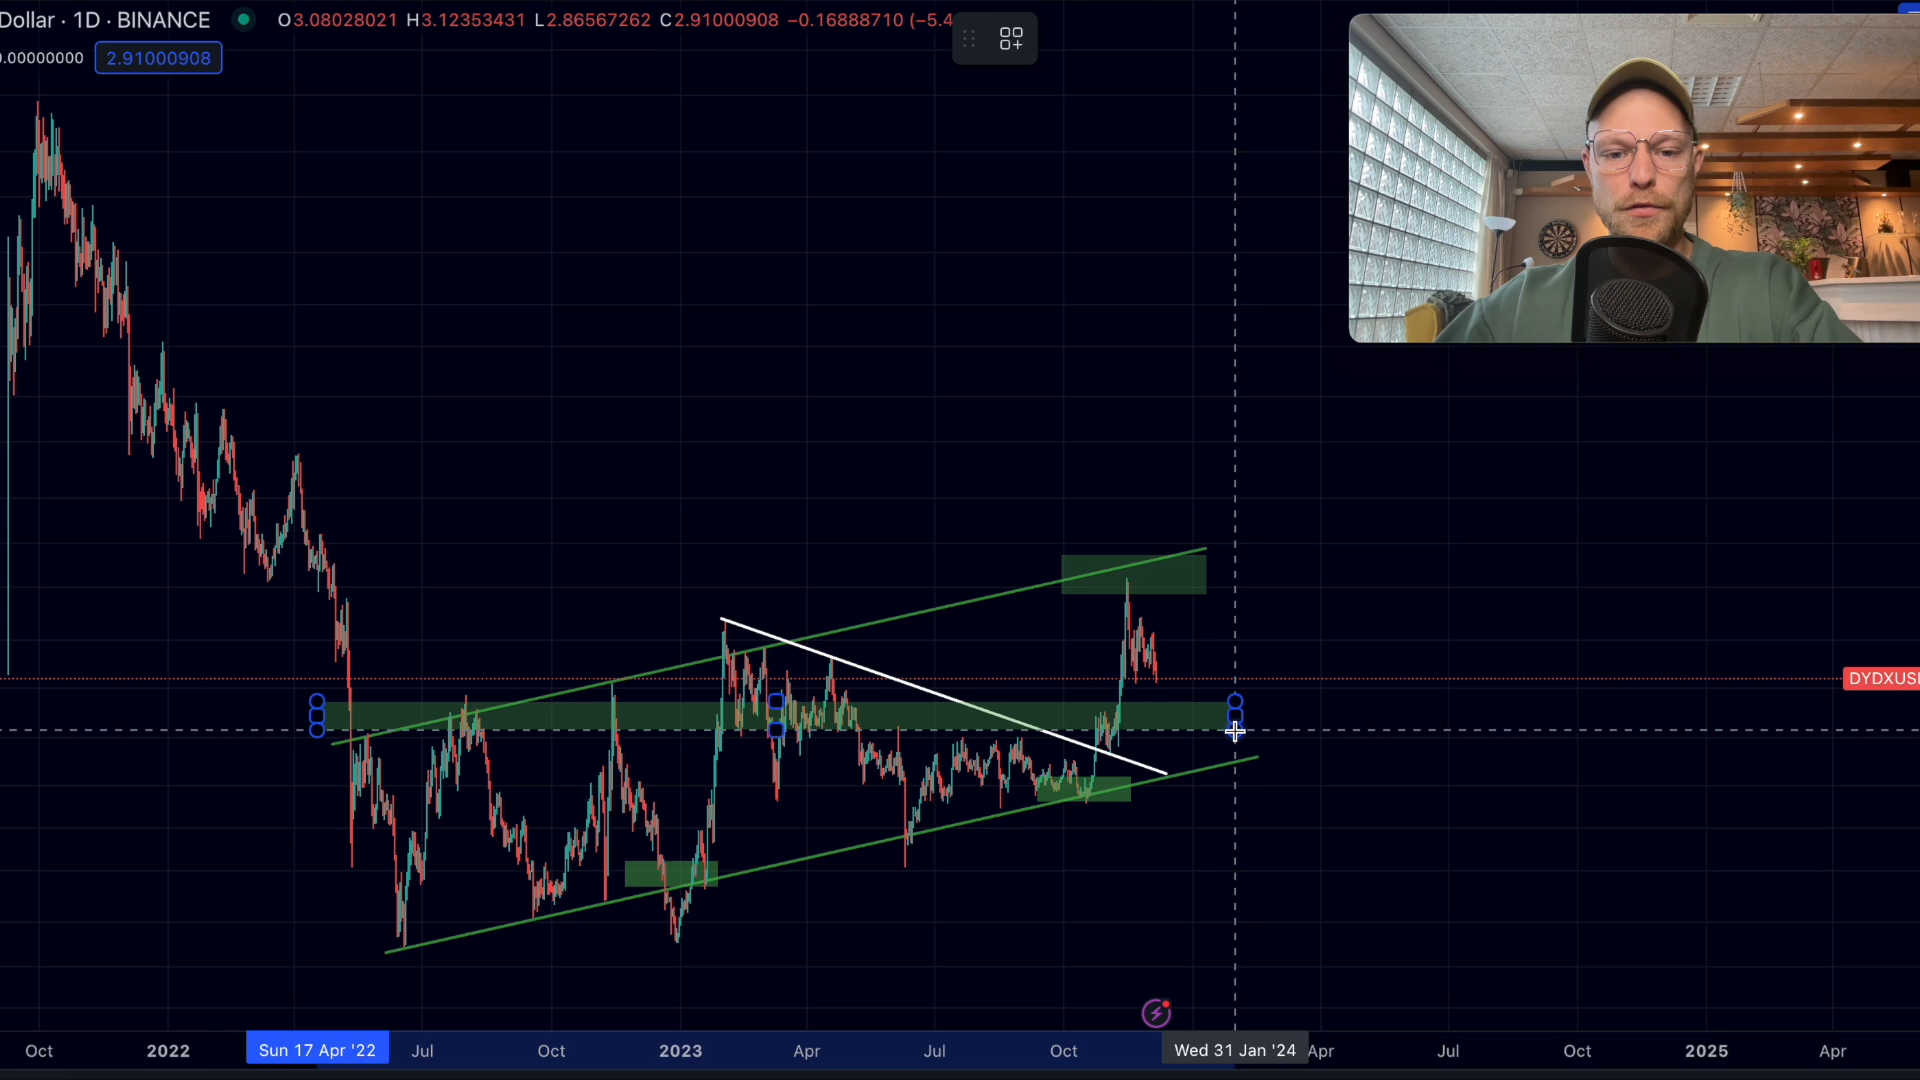 Dollar · 1D · BINANCE O3.08028021 H3.12353431 L2.86567262 C2.91000908 −0.16888710 (−5.4
0.00000000 2.91000908
DYDXUS
Oct 2022 Sun 17 Apr '22 Jul Oct 2023 Apr Jul Oct Wed 31 Jan '24 Apr Jul Oct 2025 Apr